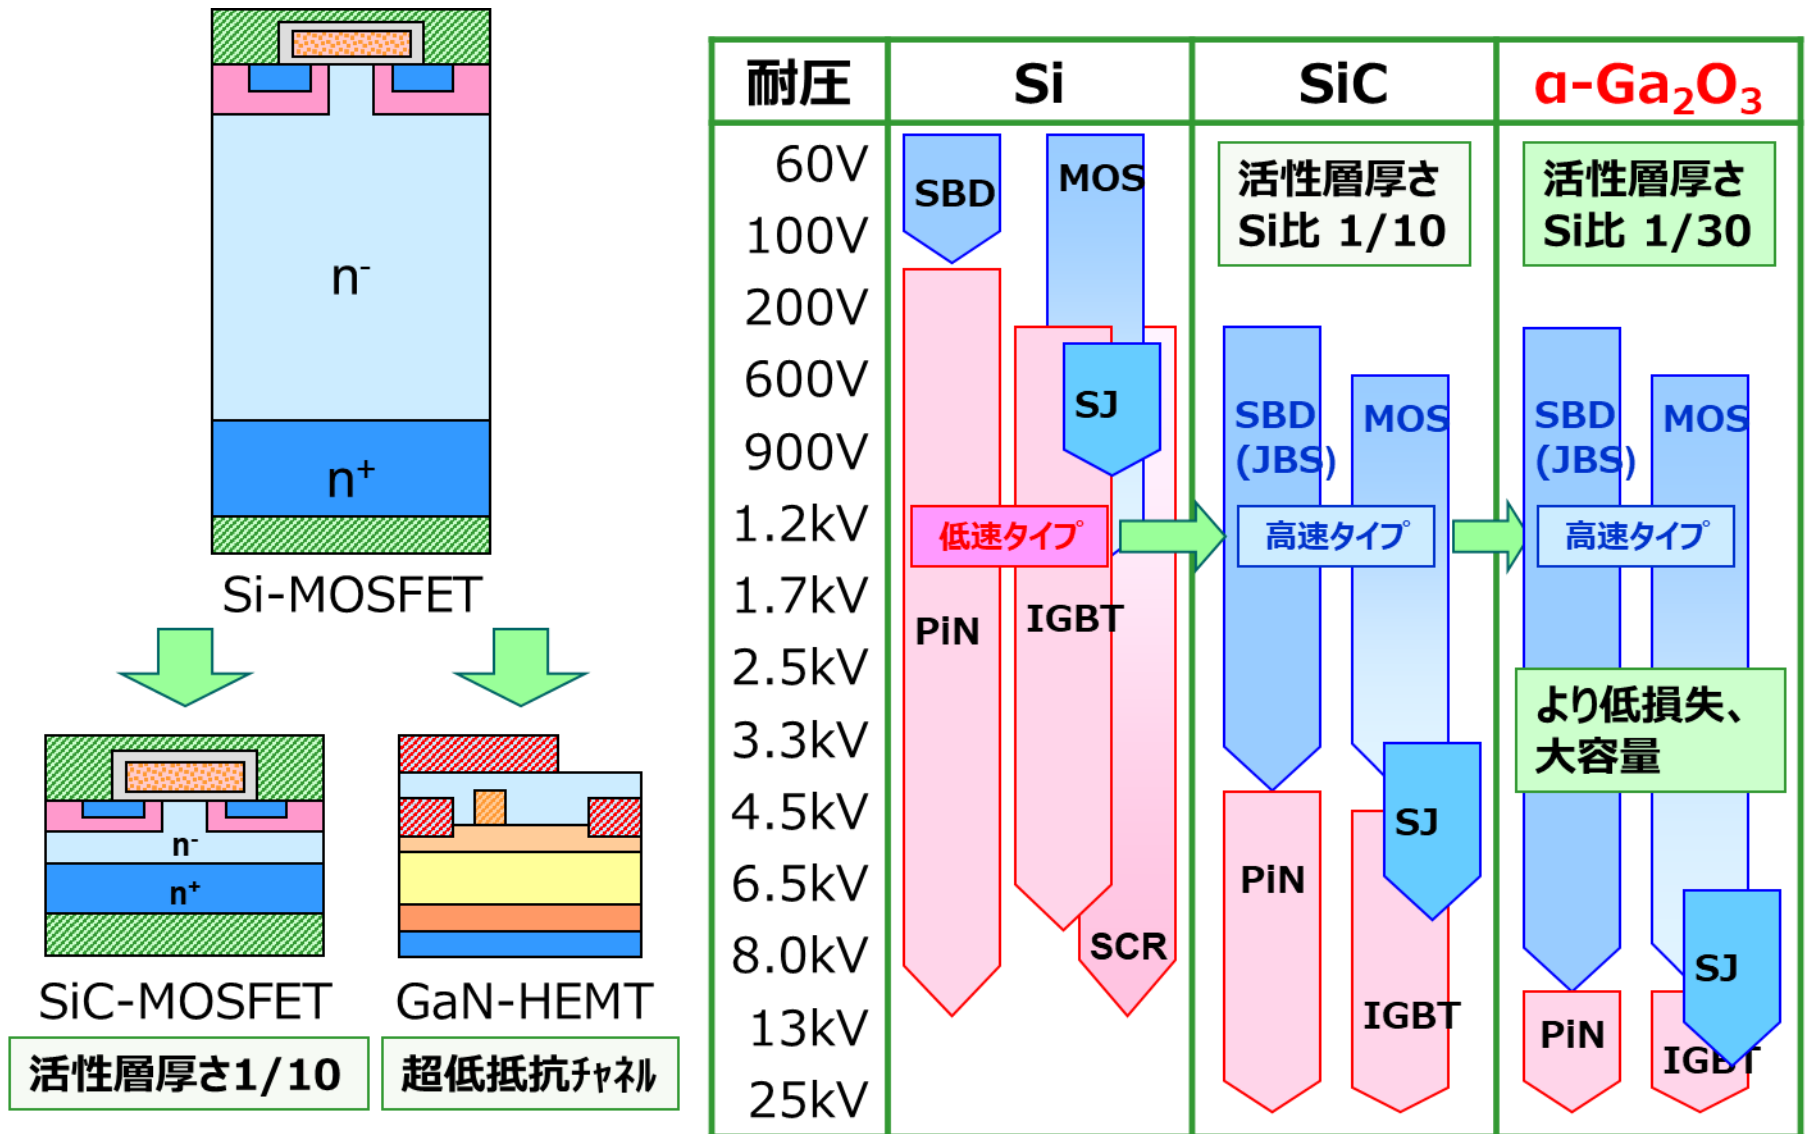 n⁻
n⁺
Si-MOSFET
n⁻
n⁺
SiC-MOSFET
活性層厚さ1/10
GaN-HEMT
超低抵抗ﾁｬﾈﾙ
耐圧
Si
SiC
α-Ga₂O₃
60V
100V
200V
600V
900V
1.2kV
1.7kV
2.5kV
3.3kV
4.5kV
6.5kV
8.0kV
13kV
25kV
SBD
MOS
SJ
低速タイプ
PiN
IGBT
SCR
活性層厚さ
Si比 1/10
SBD
(JBS)
MOS
高速タイプ
SJ
PiN
IGBT
活性層厚さ
Si比 1/30
SBD
(JBS)
MOS
高速タイプ
より低損失、
大容量
SJ
PiN
IGBT